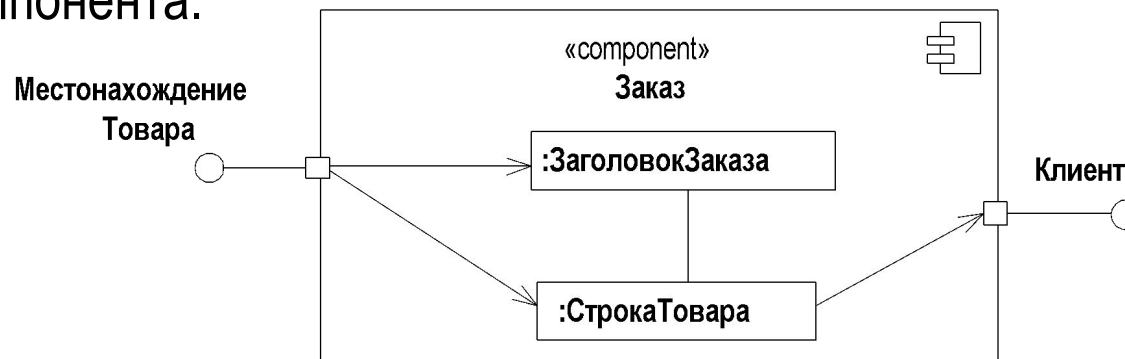 «component»
Заказ
Местонахождение
Товара
:ЗаголовокЗаказа
Клиент
:СтрокаТовара